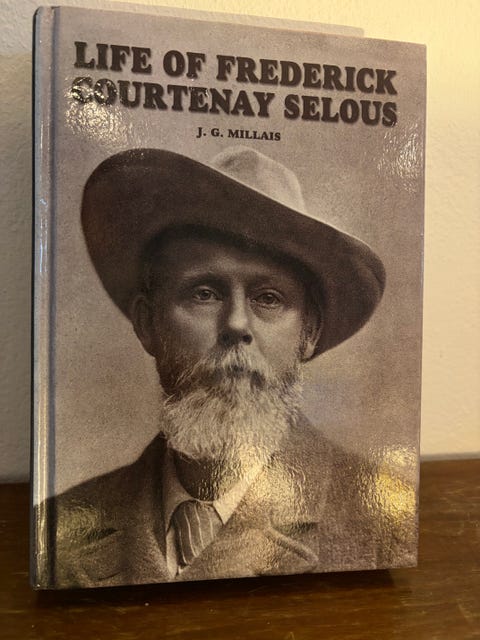 LIFE OF FREDERICK
COURTENAY SELOUS
J. G. MILLAIS